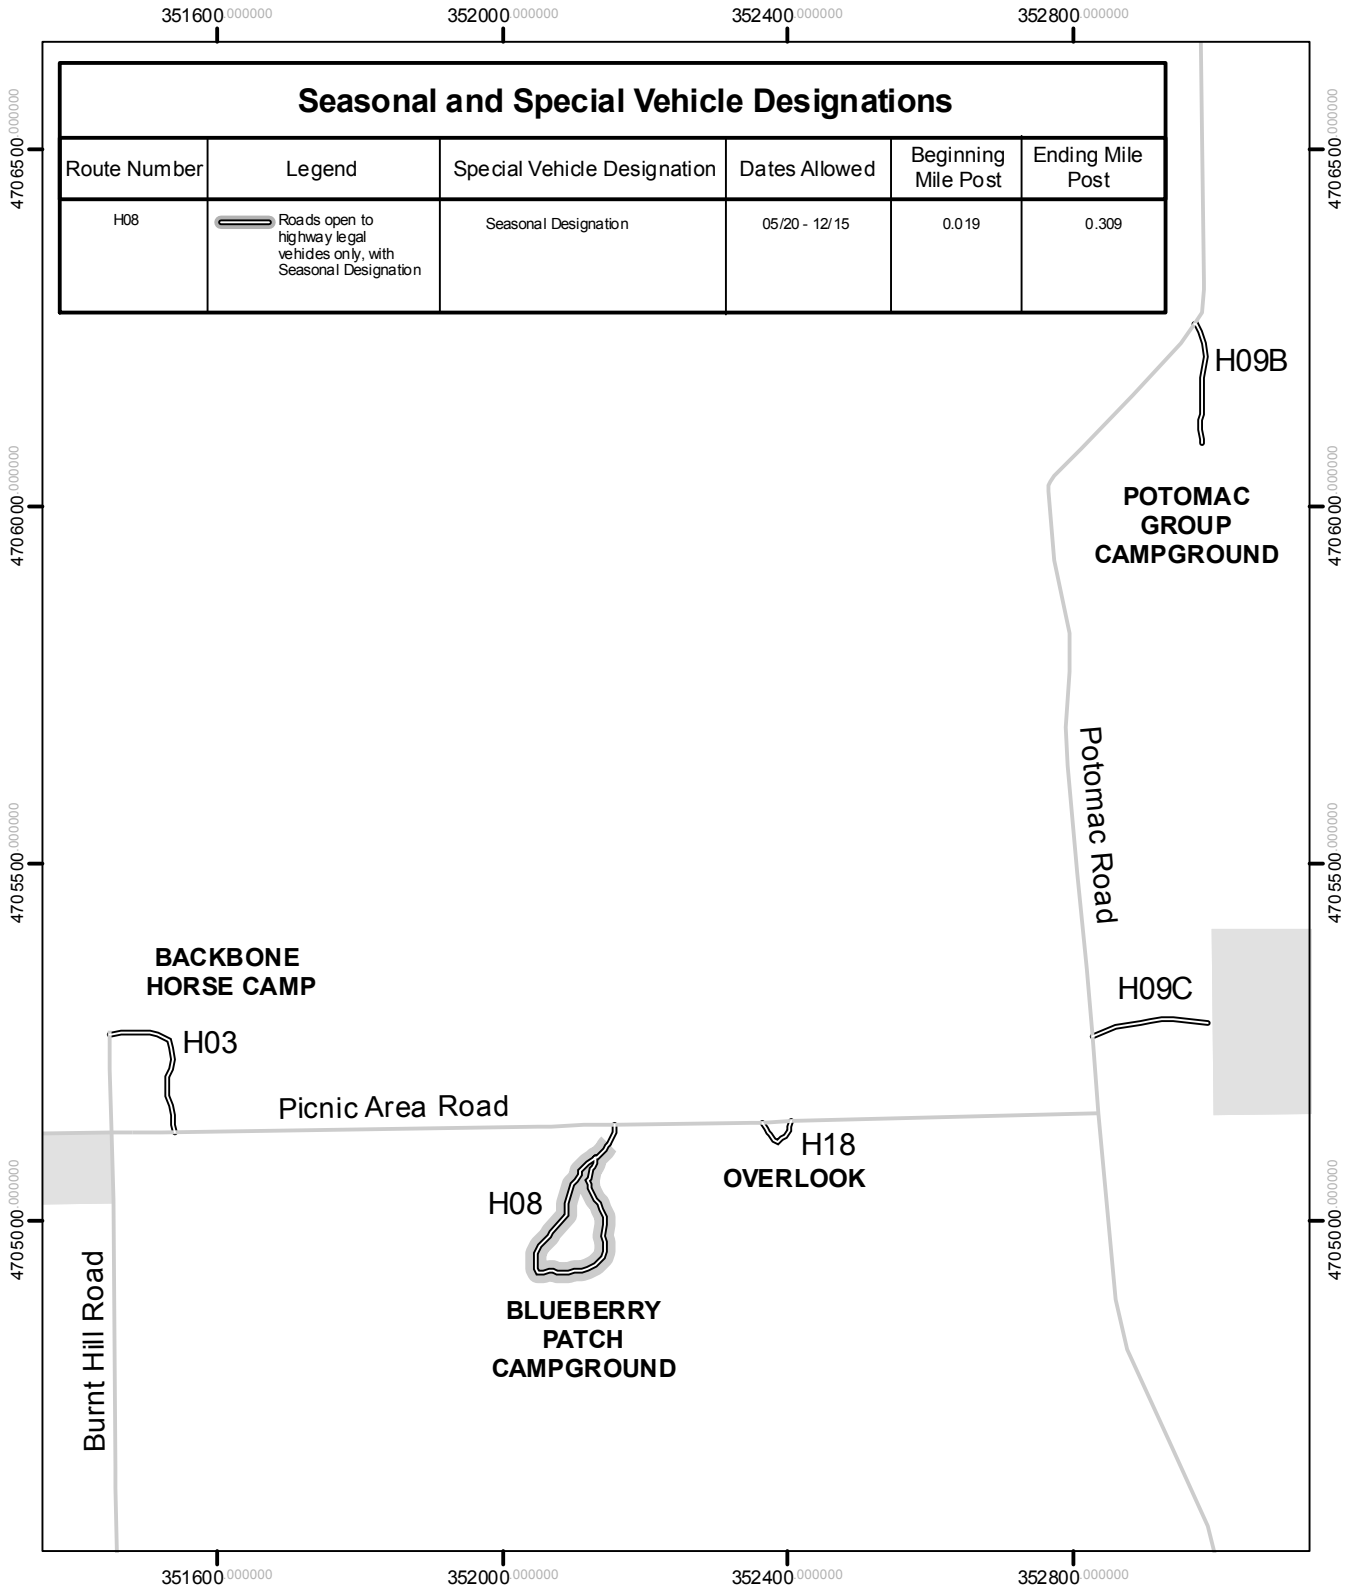 351600.000000 352000.000000 352400.000000 352800.000000
Seasonal and Special Vehicle Designations
Route Number
Legend
Special Vehicle Designation
Dates Allowed
Beginning
Mile Post
Ending Mile
Post
H08
Roads open to
highway legal
vehicles only, with
Seasonal Designation
Seasonal Designation
05/20 - 12/15
0.019
0.309
4706500.000000
4706500.000000
H09B
4706000.000000
4706000.000000
POTOMAC
GROUP
CAMPGROUND
Potomac Road
4705500.000000
4705500.000000
BACKBONE
HORSE CAMP
H09C
H03
Picnic Area Road
H18
OVERLOOK
H08
4705000.000000
4705000.000000
Burnt Hill Road
BLUEBERRY
PATCH
CAMPGROUND
351600.000000 352000.000000 352400.000000 352800.000000